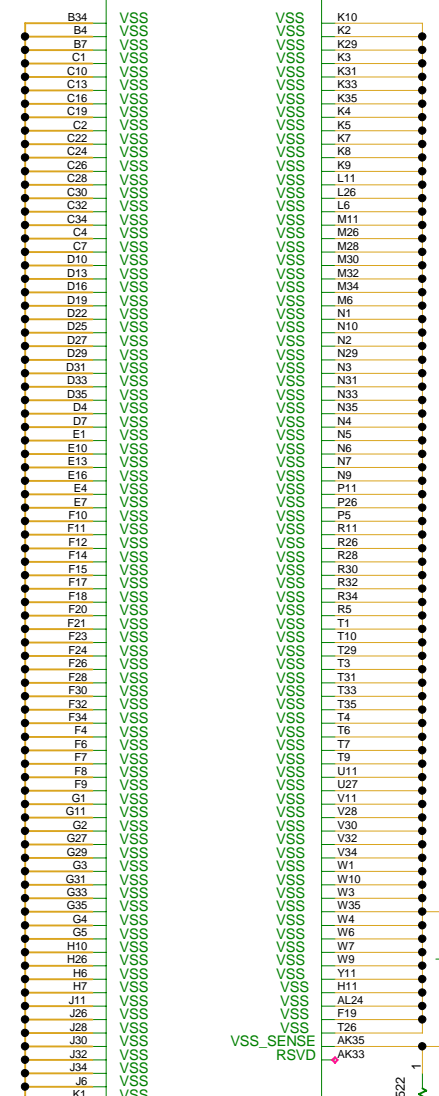 B34 VSS VSS K10
B4 VSS VSS K2
B7 VSS VSS K29
C1 VSS VSS K3
C10 VSS VSS K31
C13 VSS VSS K33
C16 VSS VSS K35
C19 VSS VSS K4
C2 VSS VSS K5
C22 VSS VSS K7
C24 VSS VSS K8
C26 VSS VSS K9
C28 VSS VSS L11
C30 VSS VSS L26
C32 VSS VSS L6
C34 VSS VSS M11
C4 VSS VSS M26
C7 VSS VSS M28
D10 VSS VSS M30
D13 VSS VSS M32
D16 VSS VSS M34
D19 VSS VSS M6
D22 VSS VSS N1
D25 VSS VSS N10
D27 VSS VSS N2
D29 VSS VSS N29
D31 VSS VSS N3
D33 VSS VSS N31
D35 VSS VSS N33
D4 VSS VSS N35
D7 VSS VSS N4
E1 VSS VSS N5
E10 VSS VSS N6
E13 VSS VSS N7
E16 VSS VSS N9
E4 VSS VSS P11
E7 VSS VSS P26
F10 VSS VSS P5
F11 VSS VSS R11
F12 VSS VSS R26
F14 VSS VSS R28
F15 VSS VSS R30
F17 VSS VSS R32
F18 VSS VSS R34
F20 VSS VSS R5
F21 VSS VSS T1
F23 VSS VSS T10
F24 VSS VSS T29
F26 VSS VSS T3
F28 VSS VSS T31
F30 VSS VSS T33
F32 VSS VSS T35
F34 VSS VSS T4
F4 VSS VSS T6
F6 VSS VSS T7
F7 VSS VSS T9
F8 VSS VSS U11
F9 VSS VSS U27
G1 VSS VSS V11
G11 VSS VSS V28
G2 VSS VSS V30
G27 VSS VSS V32
G29 VSS VSS V34
G3 VSS VSS W1
G31 VSS VSS W10
G33 VSS VSS W3
G35 VSS VSS W35
G4 VSS VSS W4
G5 VSS VSS W6
H10 VSS VSS W7
H26 VSS VSS W9
H6 VSS VSS Y11
H7 VSS VSS H11
J11 VSS VSS AL24
J26 VSS VSS F19
J28 VSS VSS T26
J30 VSS VSS_SENSE AK35
J32 VSS RSVD AK33
J34 VSS
J6 VSS
K1 VSS
1
522